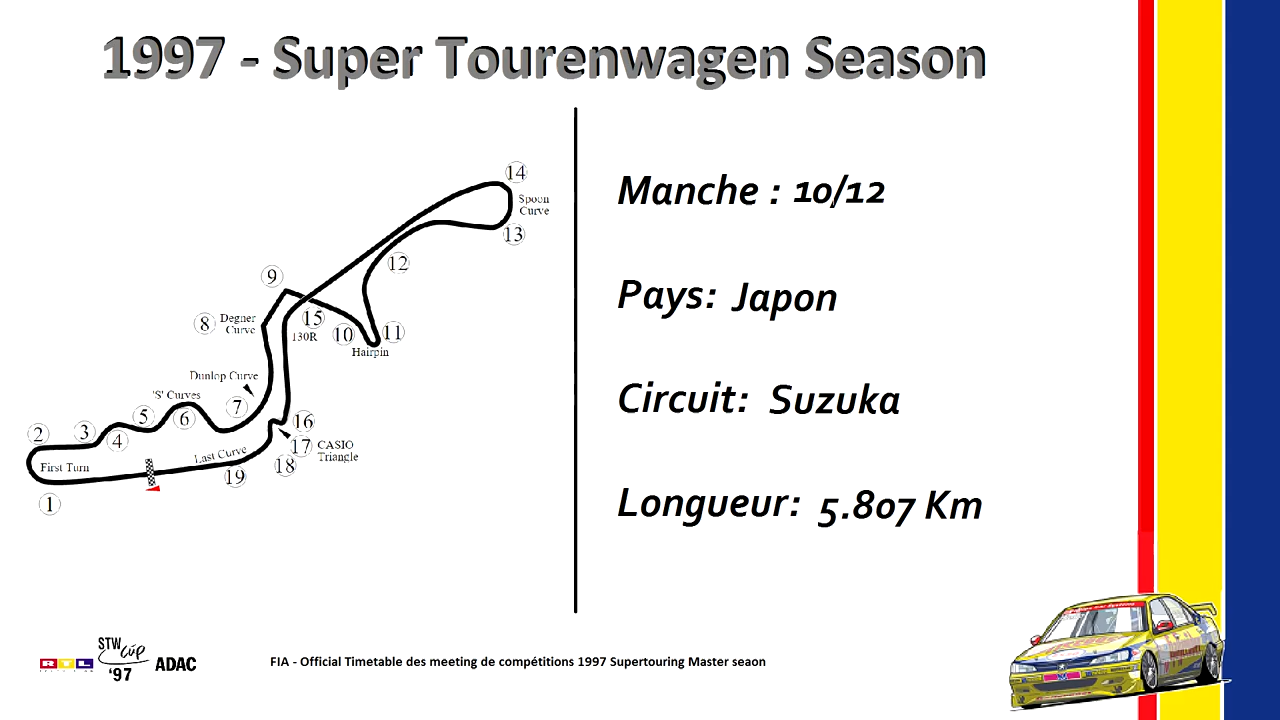 1997 - Super Tourenwagen Season
Manche : 10/12
Pays: Japon
Circuit: Suzuka
Longueur: 5.807 Km
14
Spoon
Curve
13
12
9
8
Degner
Curve
15
130R
10
11
Hairpin
Dunlop Curve
'S' Curves
7
6
5
4
3
2
First Turn
1
Last Curve
16
17
CASIO
Triangle
18
19
RTL
STW
Cup
'97
ADAC
FIA - Official Timetable des meeting de compétitions 1997 Supertouring Master seaon